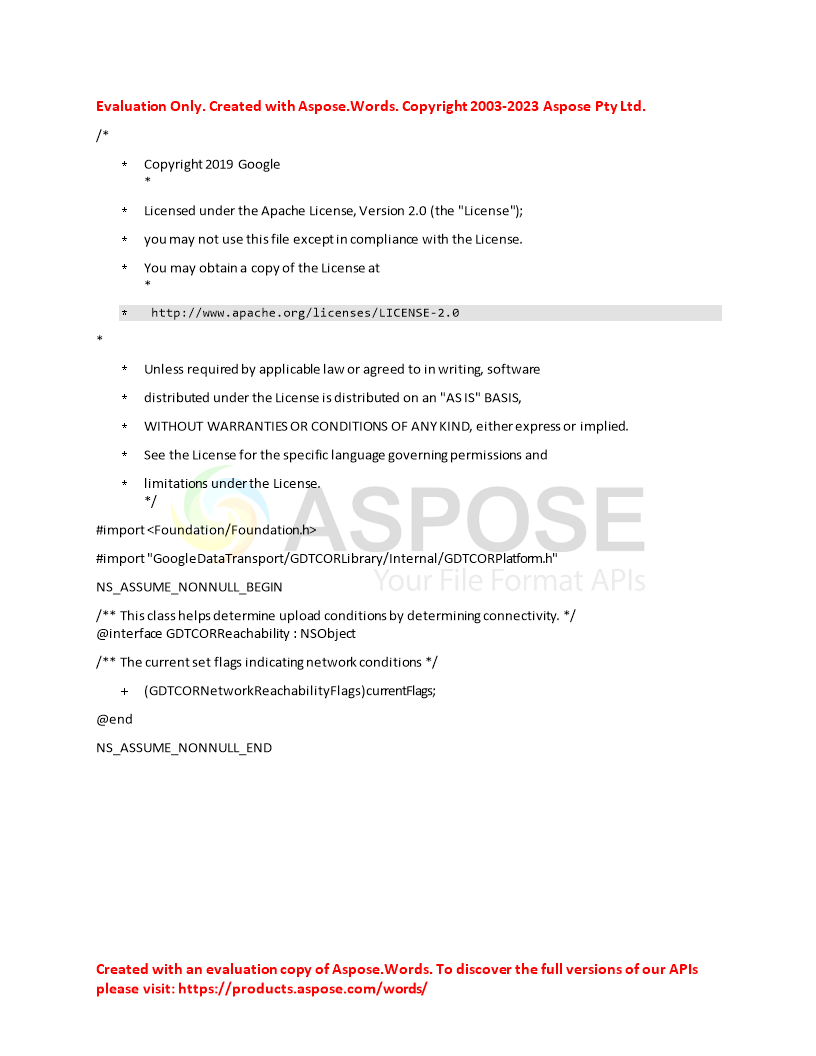 Evaluation Only. Created with Aspose.Words. Copyright 2003-2023 Aspose Pty Ltd.
/*
* Copyright 2019 Google
*
* Licensed under the Apache License, Version 2.0 (the "License");
* you may not use this file except in compliance with the License.
* You may obtain a copy of the License at
*
* http://www.apache.org/licenses/LICENSE-2.0
*
* Unless required by applicable law or agreed to in writing, software
* distributed under the License is distributed on an "AS IS" BASIS,
* WITHOUT WARRANTIES OR CONDITIONS OF ANY KIND, either express or implied.
* See the License for the specific language governing permissions and
* limitations under the License.
*/
ASPOSE
#import <Foundation/Foundation.h>
#import "GoogleDataTransport/GDTCORLibrary/Internal/GDTCORPlatform.h"
Your File Format APIs
NS_ASSUME_NONNULL_BEGIN
/** This class helps determine upload conditions by determining connectivity. */
@interface GDTCORReachability : NSObject
/** The current set flags indicating network conditions */
+ (GDTCORNetworkReachabilityFlags)currentFlags;
@end
NS_ASSUME_NONNULL_END
Created with an evaluation copy of Aspose.Words. To discover the full versions of our APIs
please visit: https://products.aspose.com/words/